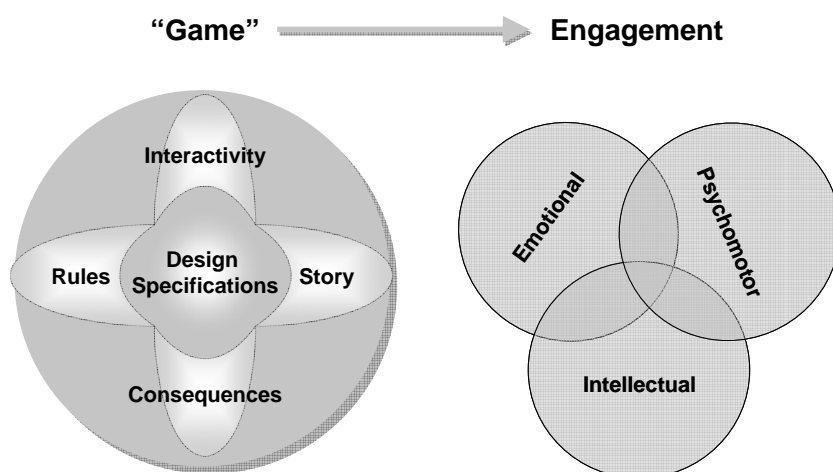 “Game”
Engagement
Interactivity
Rules
Design
Specifications
Story
Consequences
Emotional
Psychomotor
Intellectual